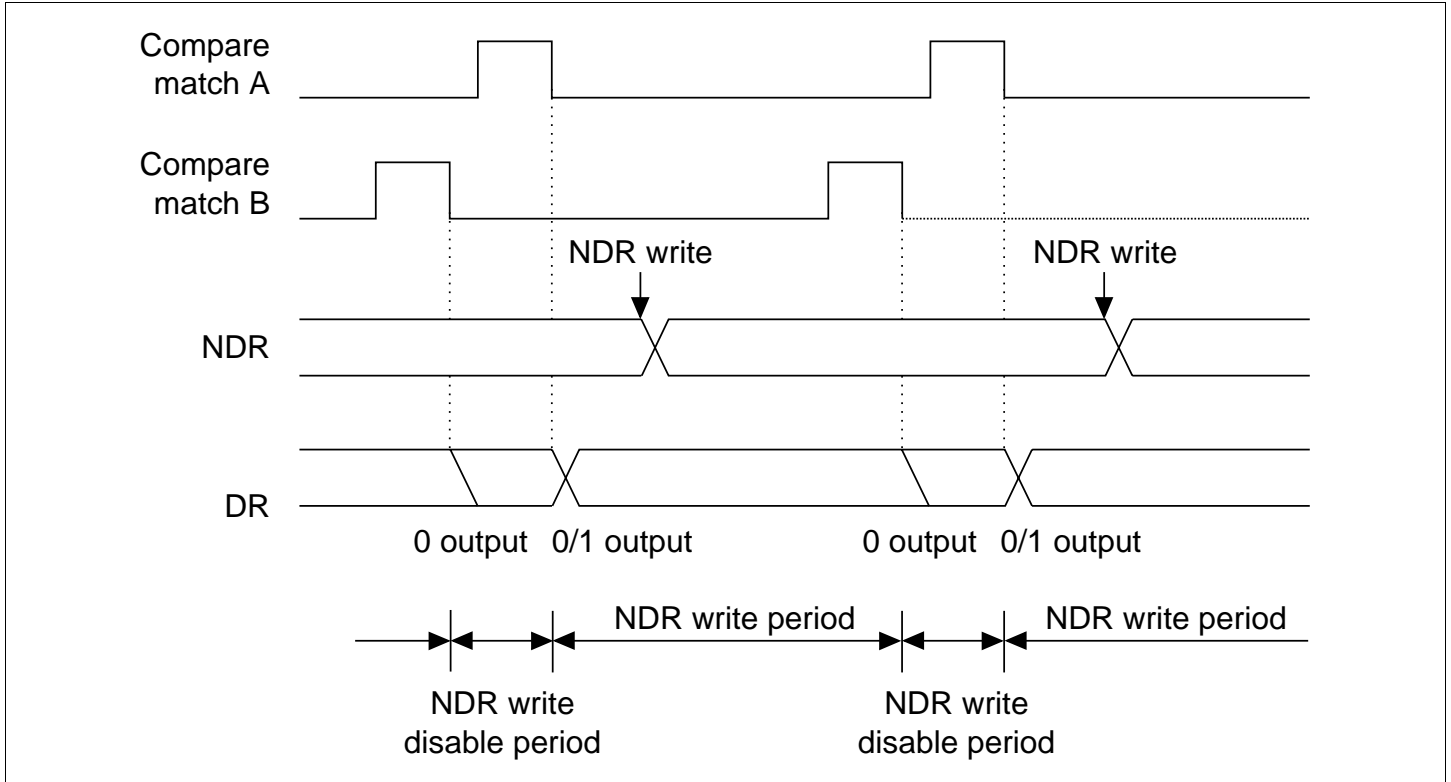 Compare
match A
Compare
match B
NDR write
NDR write
NDR
DR
0 output
0/1 output
0 output
0/1 output
NDR write period
NDR write period
NDR write
disable period
NDR write
disable period